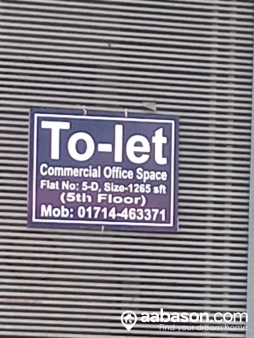 To-let
Commercial Office Space
Flat No: 5-D, Size-1265 sft
(5th Floor)
Mob: 01714-463371
aabason.com
Find your dream home